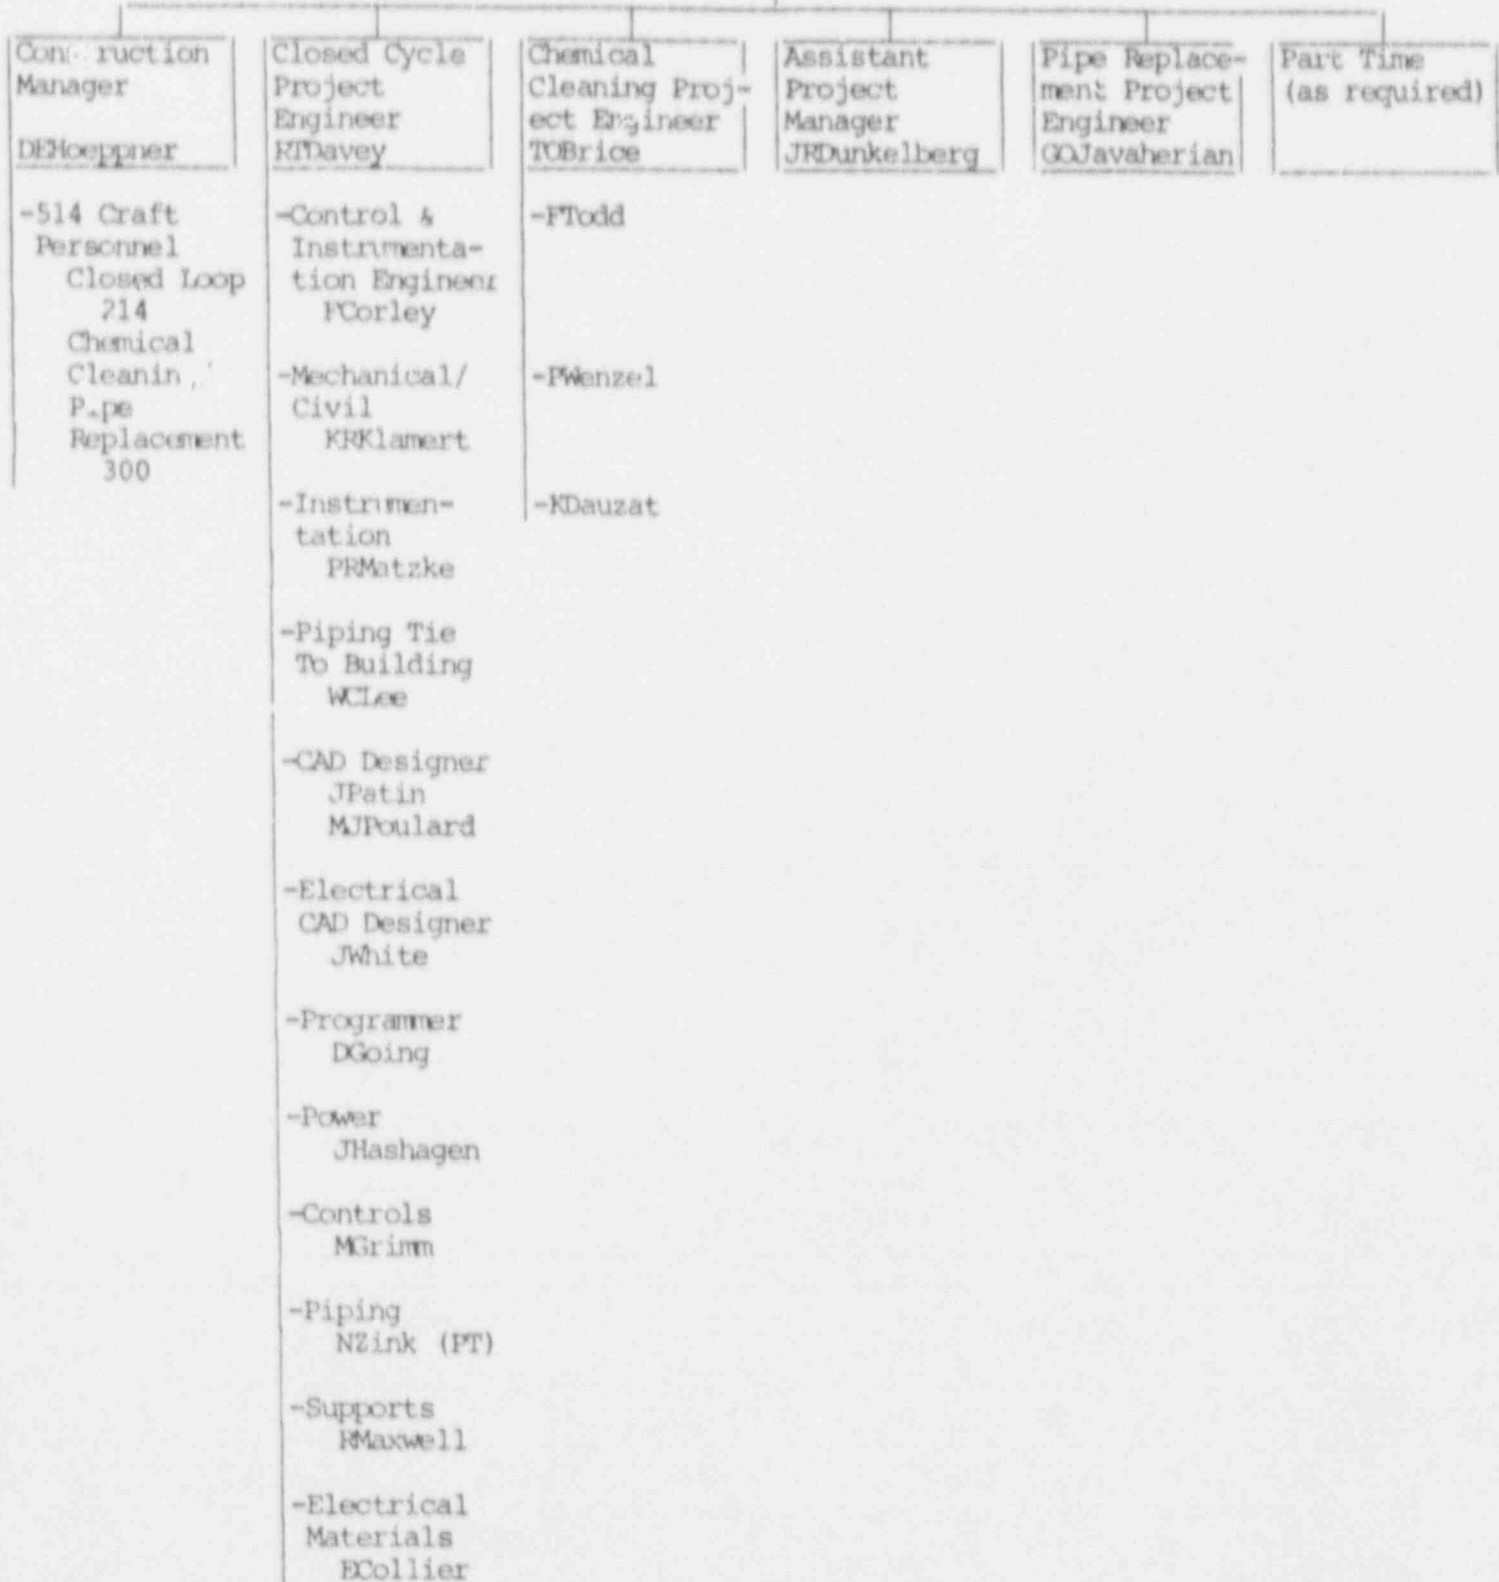 Con ruction
Manager
DEHoeppner
Closed Cycle
Project
Engineer
RTDavey
Chemical
Cleaning Proj-
ect Engineer
TOBrice
Assistant
Project
Manager
JRDunkelberg
Pipe Replace-
ment Project
Engineer
GOJavaherian
Part Time
(as required)
-514 Craft
Personnel
Closed Loop
214
Chemical
Cleanin
P.pe
Replacement
300
-Control &
Instrumenta-
tion Engineer
FCorley
-Mechanical/
Civil
KRKlamert
-Instrumen-
tation
PRMatzke
-Piping Tie
To Building
WCLee
-CAD Designer
JPatin
MJPoulard
-Electrical
CAD Designer
JWhite
-Programmer
DGoing
-Power
JHashagen
-Controls
MGrimm
-Piping
NZink (PT)
-Supports
RMaxwell
-Electrical
Materials
ECollier
-FTodd
-PWenzel
-KDauzat